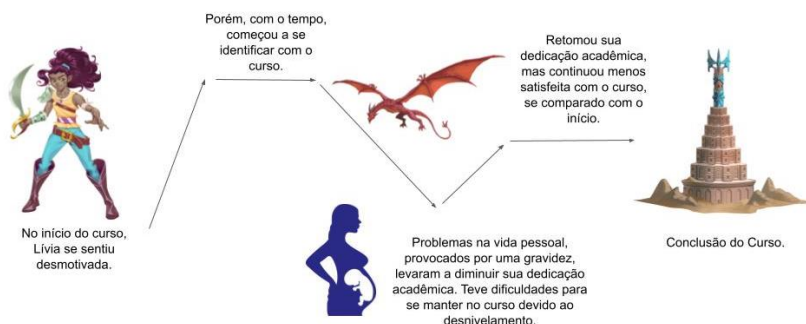 Porém, com o tempo,
começou a se
identificar com o
curso.
Retomou sua
dedicação acadêmica,
mas continuou menos
satisfeita com o curso,
se comparado com o
início.
No início do curso,
Lívia se sentiu
desmotivada.
Problemas na vida pessoal,
provocados por uma gravidez,
levaram a diminuir sua dedicação
acadêmica. Teve dificuldades para
se manter no curso devido ao
desnivelamento.
Conclusão do Curso.